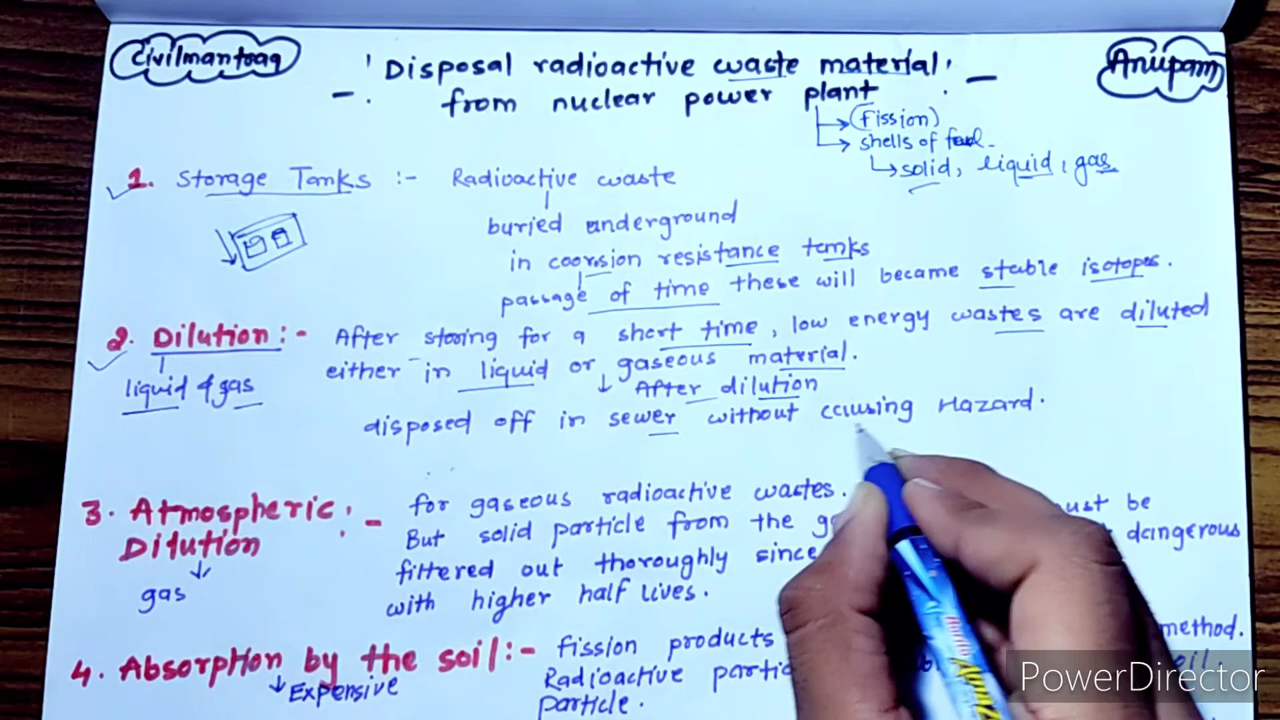 Civilmantraa
' Disposal radioactive waste material '
from nuclear power plant
Anupam
(fission)
shells of fuel.
solid, liquid, gas
1. Storage Tanks :- Radioactive waste
buried underground
in coorrsion resistance tanks
passage of time these will became stable isotopes.
2. Dilution :- After storing for a short time, low energy wastes are diluted
either in liquid or gaseous material.
liquid & gas
After dilution
disposed off in sewer without causing Hazard.
3. Atmospheric Dilution :- for gaseous radioactive wastes.
But solid particle from the must be
filtered out thoroughly since dangerous
with higher half lives.
gas
4. Absorption by the soil :- fission products method.
Expensive
Radioactive soil.
particle.
PowerDirector